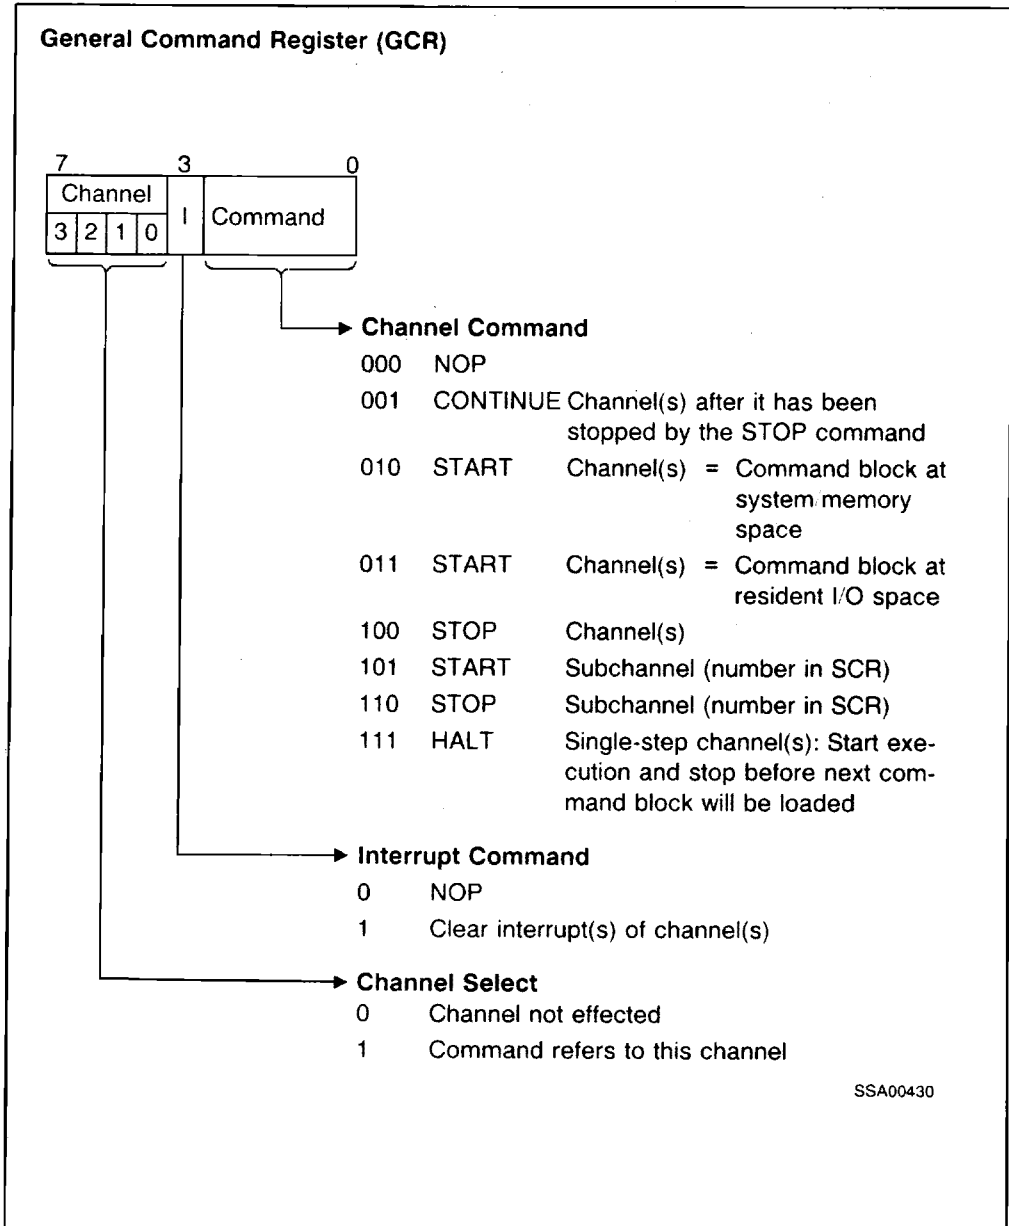 General Command Register (GCR)
7 3 0
Channel
3 2 1 0
I
Command
Channel Command
000 NOP
001 CONTINUE Channel(s) after it has been
stopped by the STOP command
010 START Channel(s) = Command block at
system memory
space
011 START Channel(s) = Command block at
resident I/O space
100 STOP Channel(s)
101 START Subchannel (number in SCR)
110 STOP Subchannel (number in SCR)
111 HALT Single-step channel(s): Start exe-
cution and stop before next com-
mand block will be loaded
Interrupt Command
0 NOP
1 Clear interrupt(s) of channel(s)
Channel Select
0 Channel not effected
1 Command refers to this channel
SSA00430